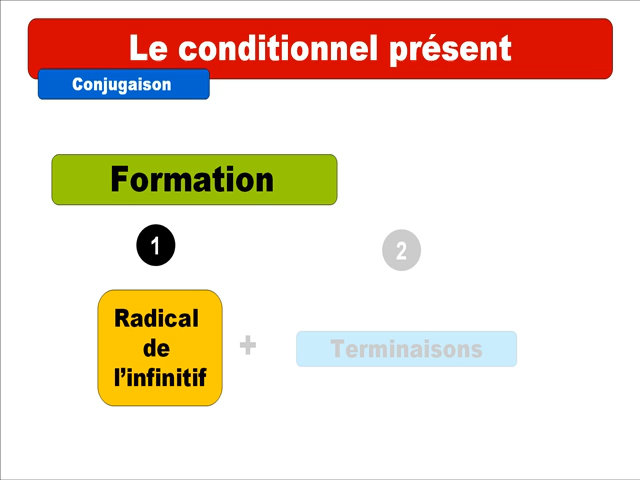 Le conditionnel présent
Conjugaison
Formation
1
2
Radical
de
l’infinitif
+
Terminaisons